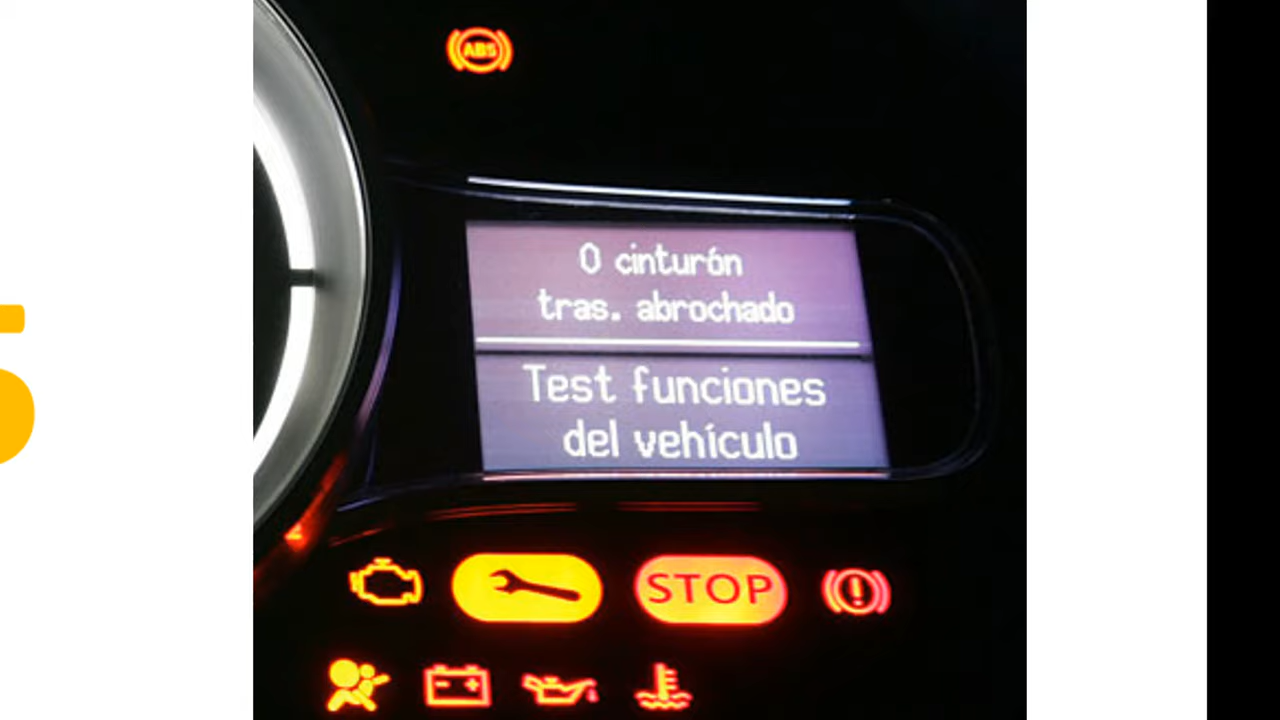 ABS
0 cinturón
tras. abrochado
Test funciones
del vehículo
STOP